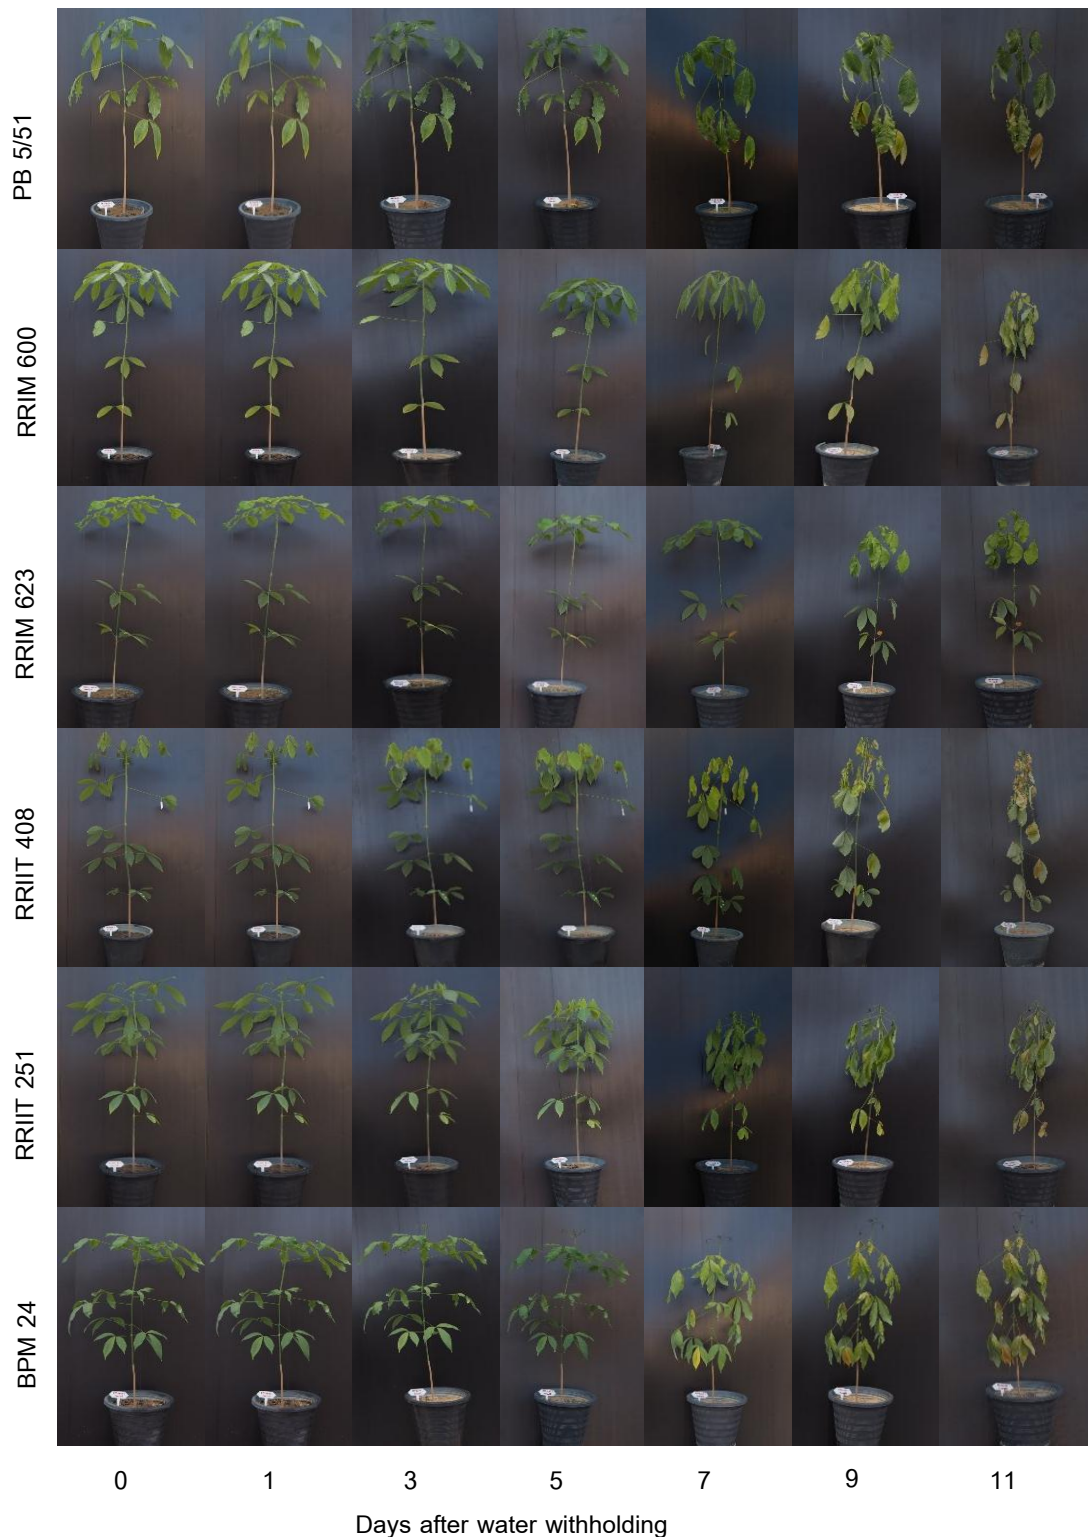 PB 5/51
RRIM 600
RRIM 623
RRIIT 408
RRIIT 251
BPM 24
0 1 3 5 7 9 11
Days after water withholding